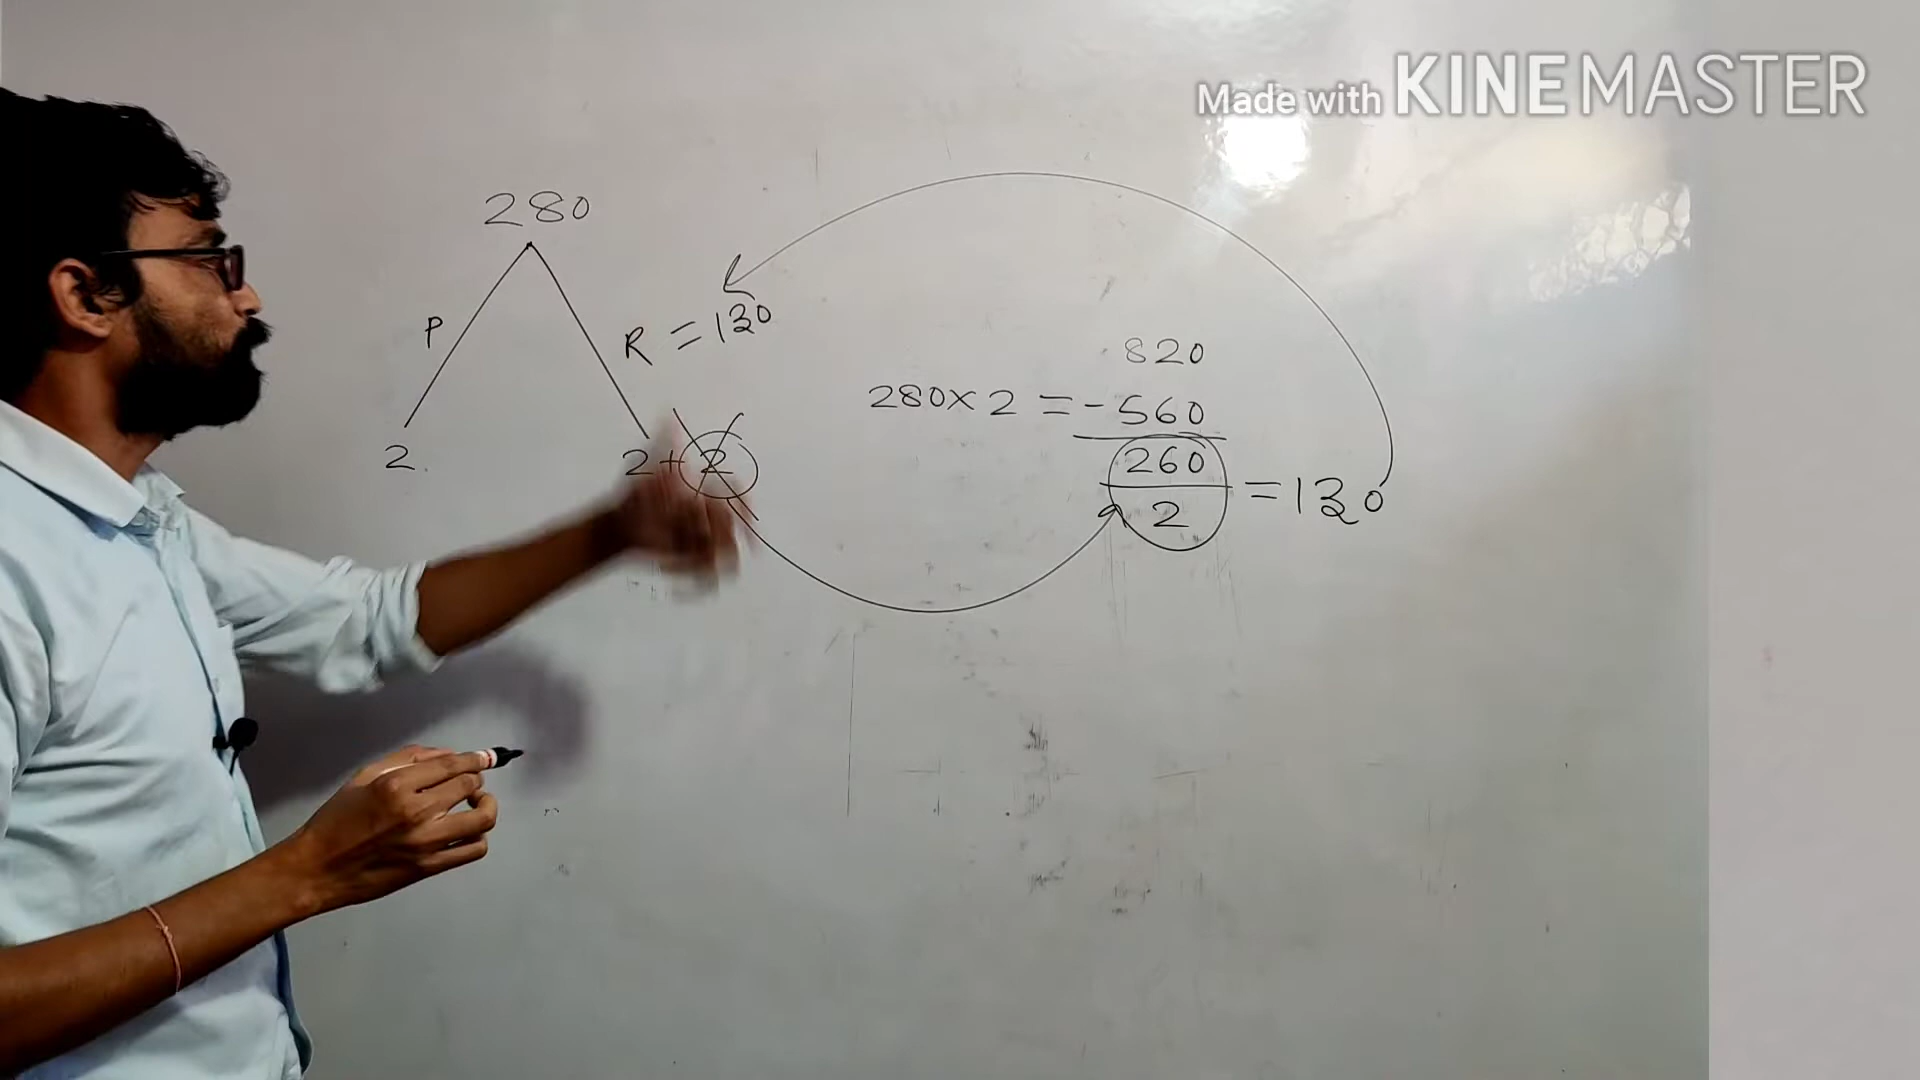 Made with KINEMASTER
280
P
R = 130
2.
2 + 2
820
280 × 2 = - 560
260
2
= 130